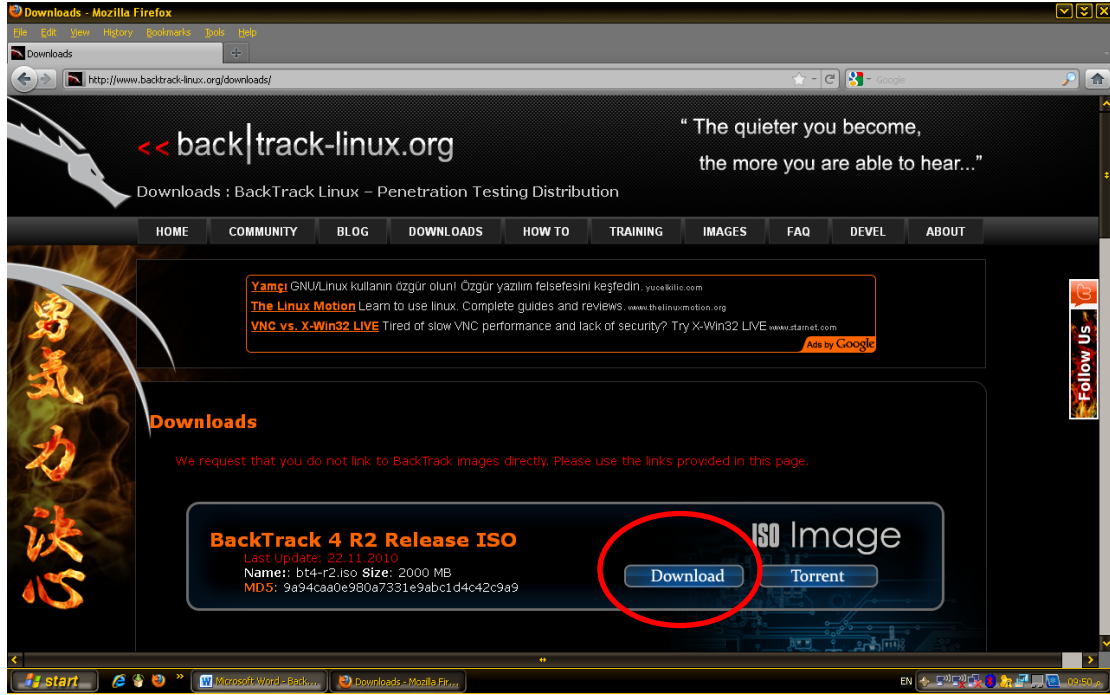 Downloads - Mozilla Firefox
File Edit View History Bookmarks Tools Help
Downloads
http://www.backtrack-linux.org/downloads/
Google
<< back|track-linux.org
“ The quieter you become,
the more you are able to hear...”
Downloads : BackTrack Linux – Penetration Testing Distribution
HOME COMMUNITY BLOG DOWNLOADS HOW TO TRAINING IMAGES FAQ DEVEL ABOUT
Yamçı GNU/Linux kullanın özgür olun! Özgür yazılım felsefesini keşfedin. yucelkilic.com
The Linux Motion Learn to use linux. Complete guides and reviews. www.thelinuxmotion.org
VNC vs. X-Win32 LIVE Tired of slow VNC performance and lack of security? Try X-Win32 LIVE www.starnet.com
Ads by Google
Follow Us
勇
気
力
決
心
Downloads
We request that you do not link to BackTrack images directly. Please use the links provided in this page.
BackTrack 4 R2 Release ISO
ISO Image
Last Update: 22.11.2010
Name:: bt4-r2.iso Size: 2000 MB
MD5: 9a94caa0e980a7331e9abc1d4c42c9a9
Download
Torrent
start
Microsoft Word - Back...
Downloads - Mozilla Fir...
EN
09:50 م